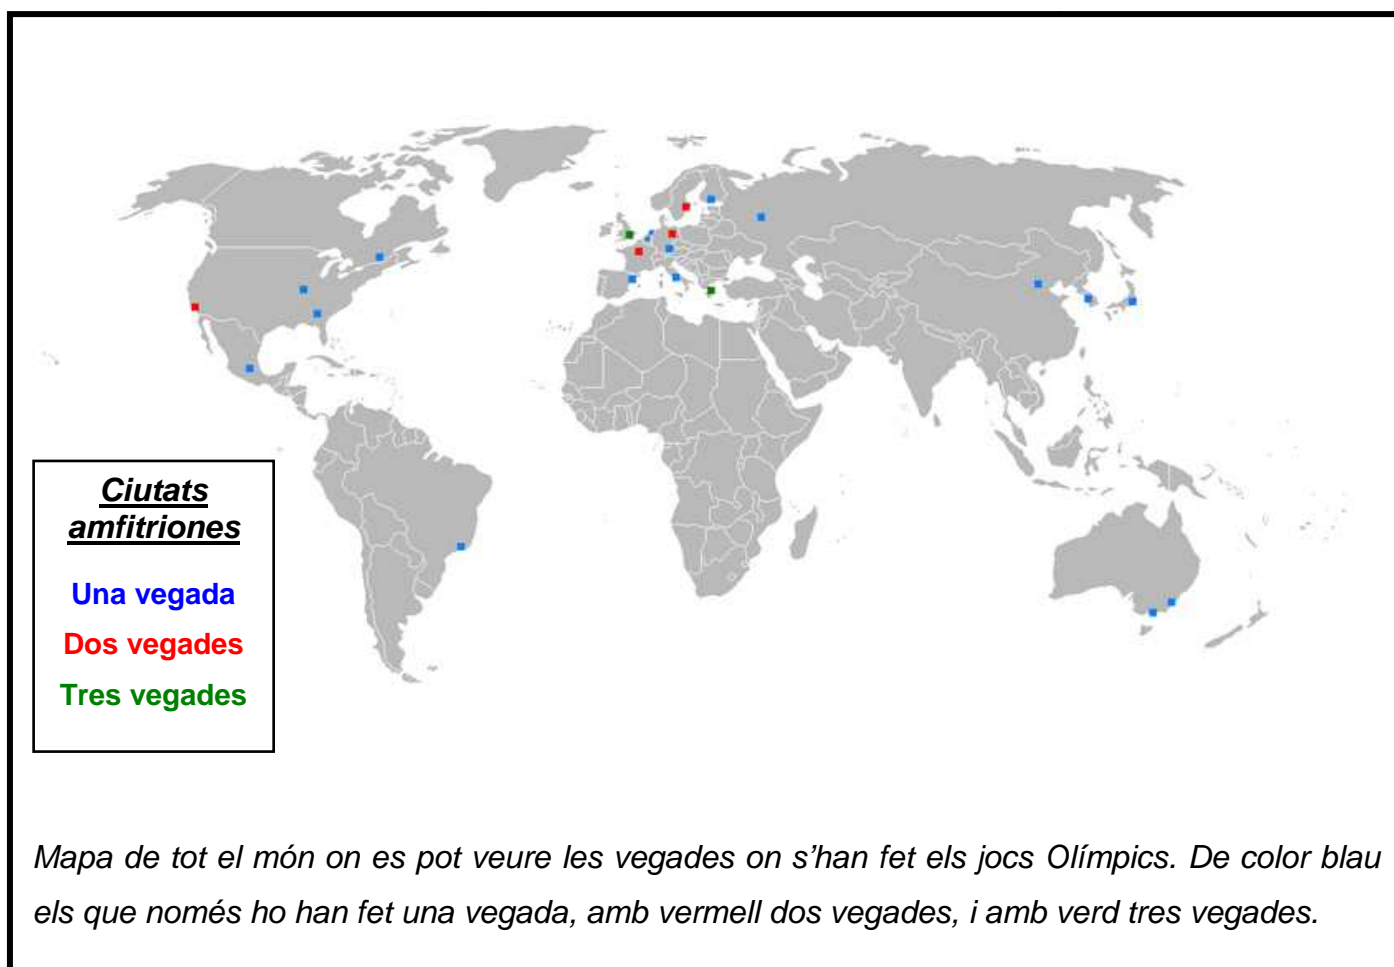 Ciutats
amfitriones
Una vegada
Dos vegades
Tres vegades
Mapa de tot el món on es pot veure les vegades on s'han fet els jocs Olímpics. De color blau
els que només ho han fet una vegada, amb vermell dos vegades, i amb verd tres vegades.